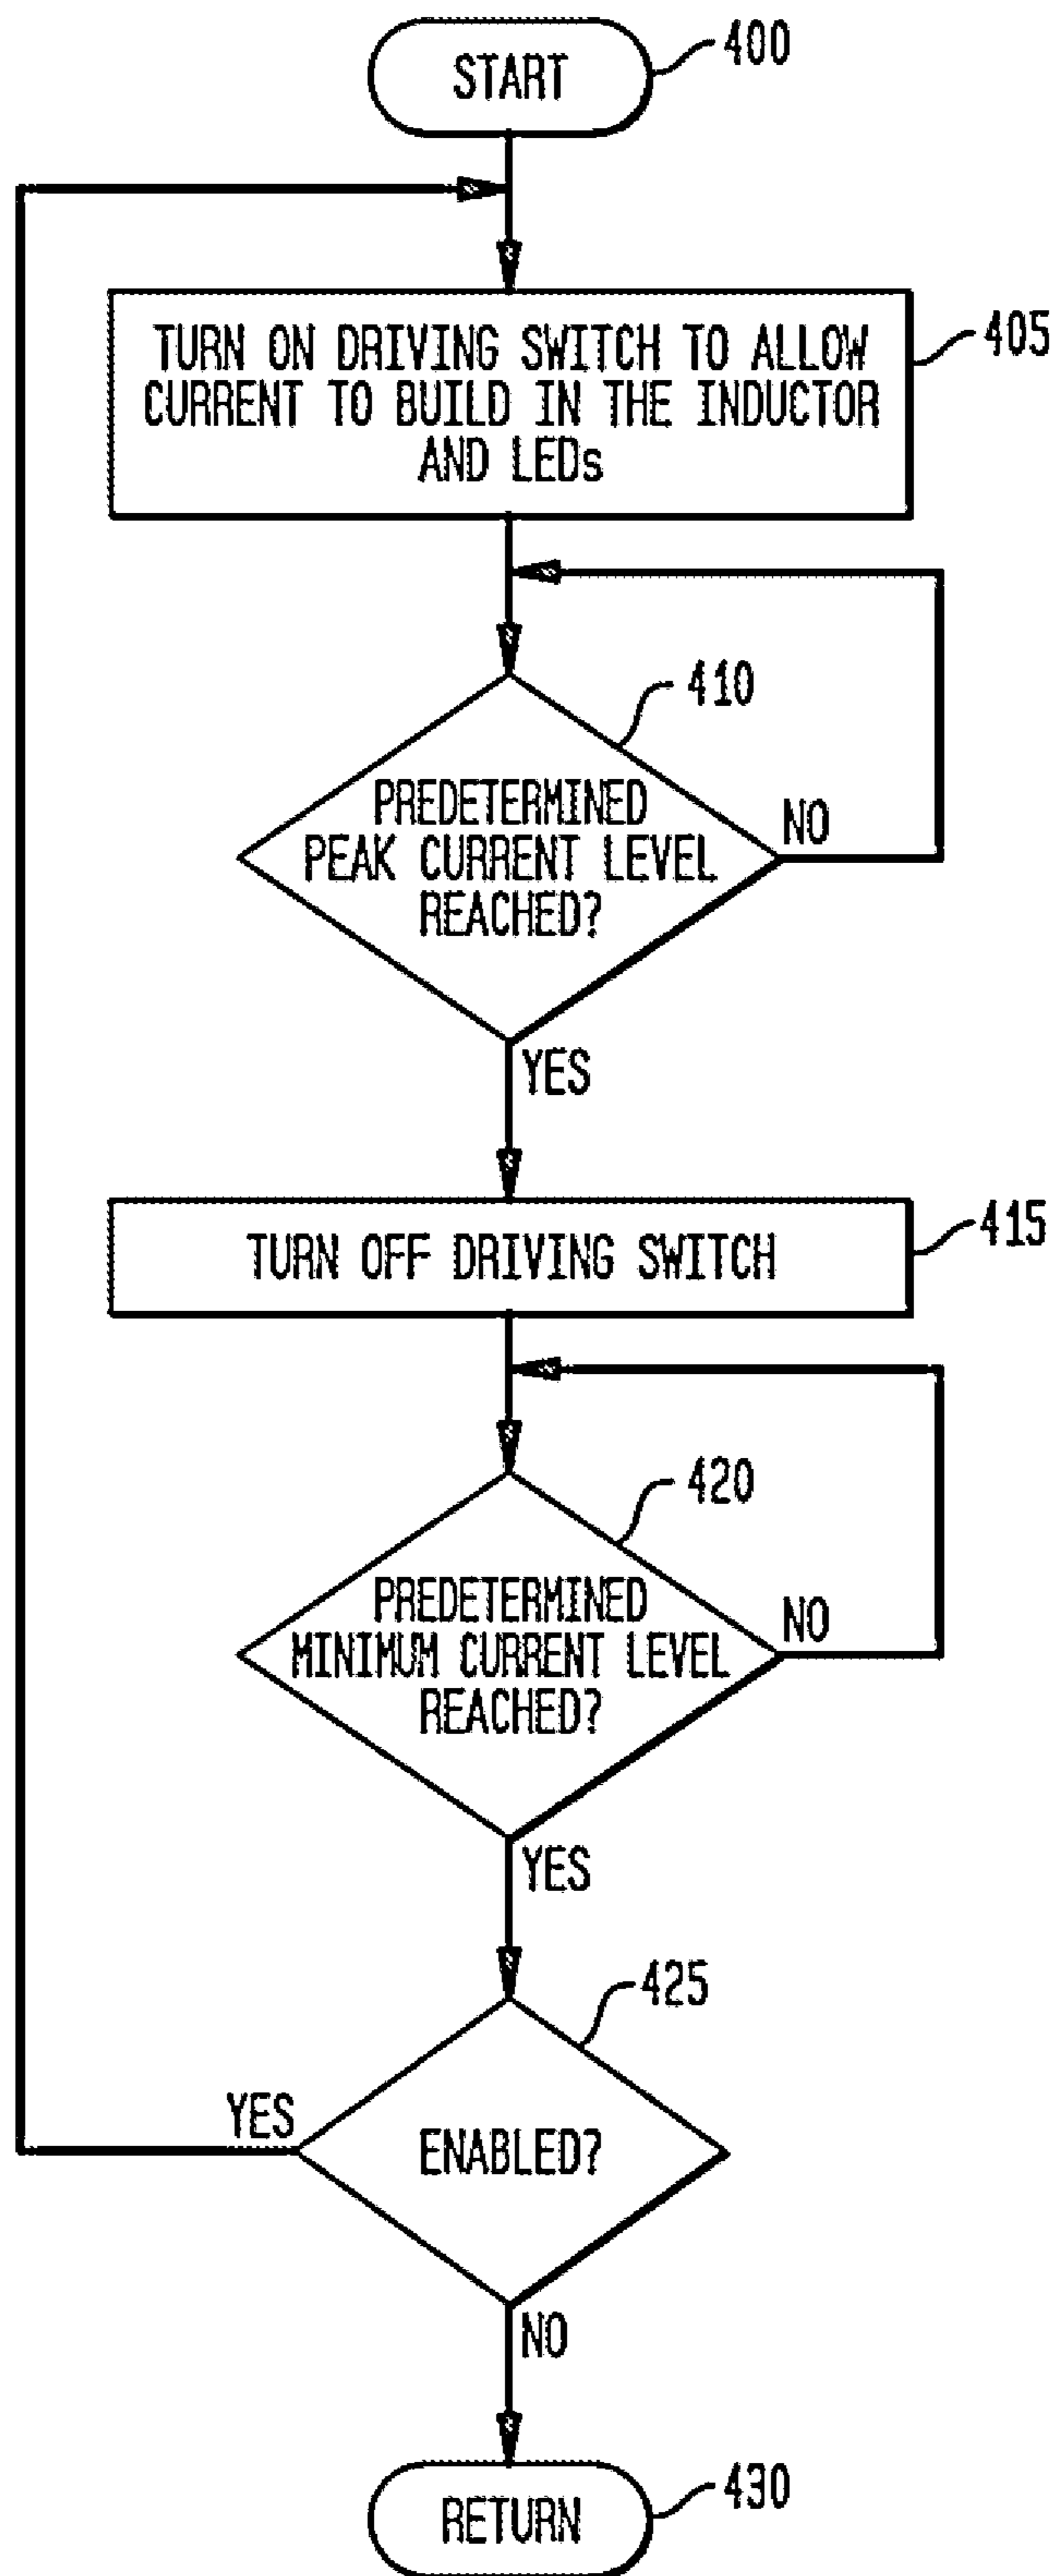 START
400
TURN ON DRIVING SWITCH TO ALLOW
CURRENT TO BUILD IN THE INDUCTOR
AND LEDs
405
410
PREDETERMINED
PEAK CURRENT LEVEL
REACHED?
NO
YES
TURN OFF DRIVING SWITCH
415
420
PREDETERMINED
MINIMUM CURRENT LEVEL
REACHED?
NO
YES
425
YES
ENABLED?
NO
RETURN
430